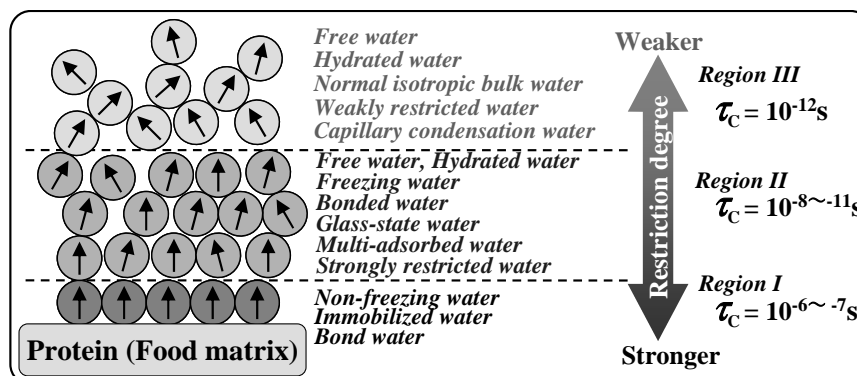 Free water
Hydrated water
Normal isotropic bulk water
Weakly restricted water
Capillary condensation water
Free water, Hydrated water
Freezing water
Bonded water
Glass-state water
Multi-adsorbed water
Strongly restricted water
Non-freezing water
Immobilized water
Bond water
Protein (Food matrix)
Weaker
Restriction degree
Stronger
Region III
τC = 10-12s
Region II
τC = 10-8～-11s
Region I
τC = 10-6～ -7s